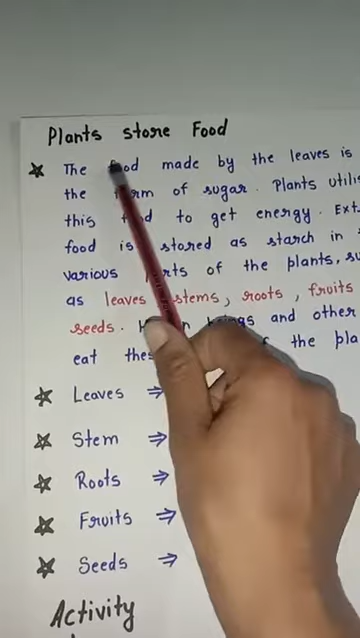 Plants store Food
The food made by the leaves is
the form of sugar. Plants utili
this food to get energy. Ext
food is stored as starch in
various parts of the plants, su
as leaves stems, roots, fruits
seeds. and other
eat the pla
Leaves ⇒
Stem ⇒
Roots ⇒
Fruits ⇒
Seeds ⇒
Activity